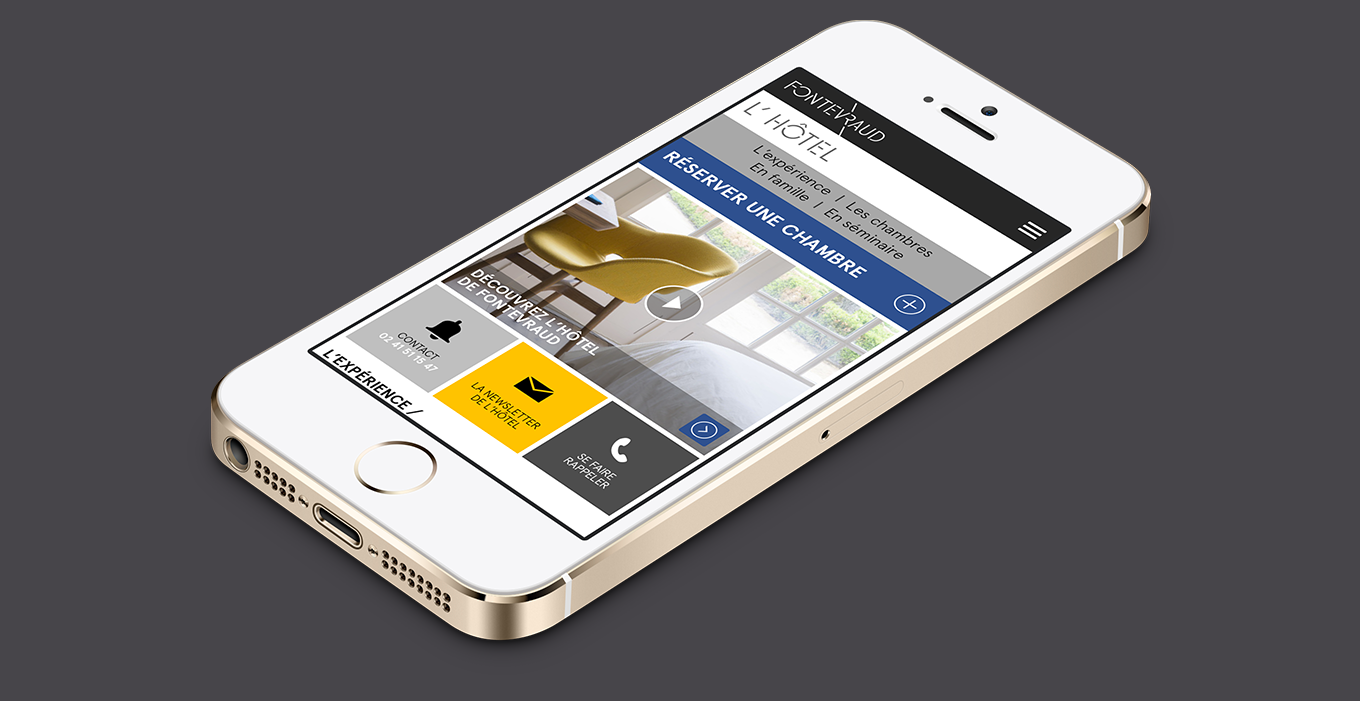 FONTEVRAUD
L' HÔTEL
L'expérience I Les chambres
En famille I En séminaire
RÉSERVER UNE CHAMBRE
DÉCOUVREZ L'HÔTEL
DE FONTEVRAUD
CONTACT
02 41 51 15 47
LA NEWSLETTER
DE L'HÔTEL
SE FAIRE
RAPPELER
L'EXPÉRIENCE /